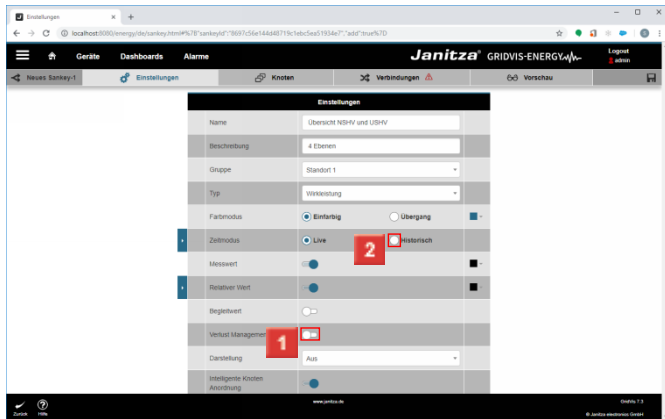 Einstellungen
localhost:8080/energy/de/sankey.html#%7B"sankeyId":"8697c56e144d48719c1ebc5ea51934e7","add":true%7D
Geräte Dashboards Alarme Janitza® GRIDVIS-ENERGY Logout
admin
Neues Sankey-1 Einstellungen Knoten Verbindungen Vorschau
Einstellungen
Name Übersicht NSHV und USHV
Beschreibung 4 Ebenen
Gruppe Standort 1
Typ Wirkleistung
Farbmodus Einfarbig Übergang
Zeitmodus Live 2 Historisch
Messwert
Relativer Wert
Begleitwert
Verlust Management 1
Darstellung Aus
Intelligente Knoten
Anordnung
Zurück Hilfe www.janitza.de GridVis 7.3
© Janitza electronics GmbH